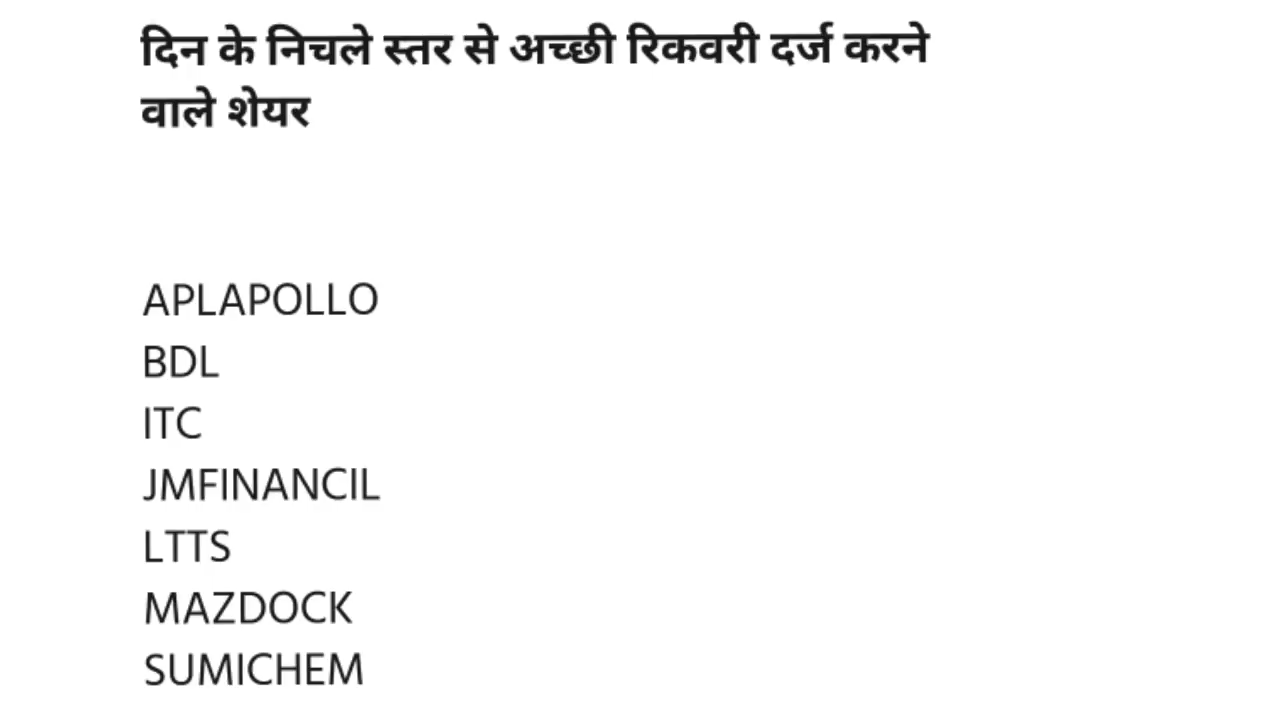 दिन के निचले स्तर से अच्छी रिकवरी दर्ज करने
वाले शेयर
APLAPOLLO
BDL
ITC
JMFINANCIL
LTTS
MAZDOCK
SUMICHEM